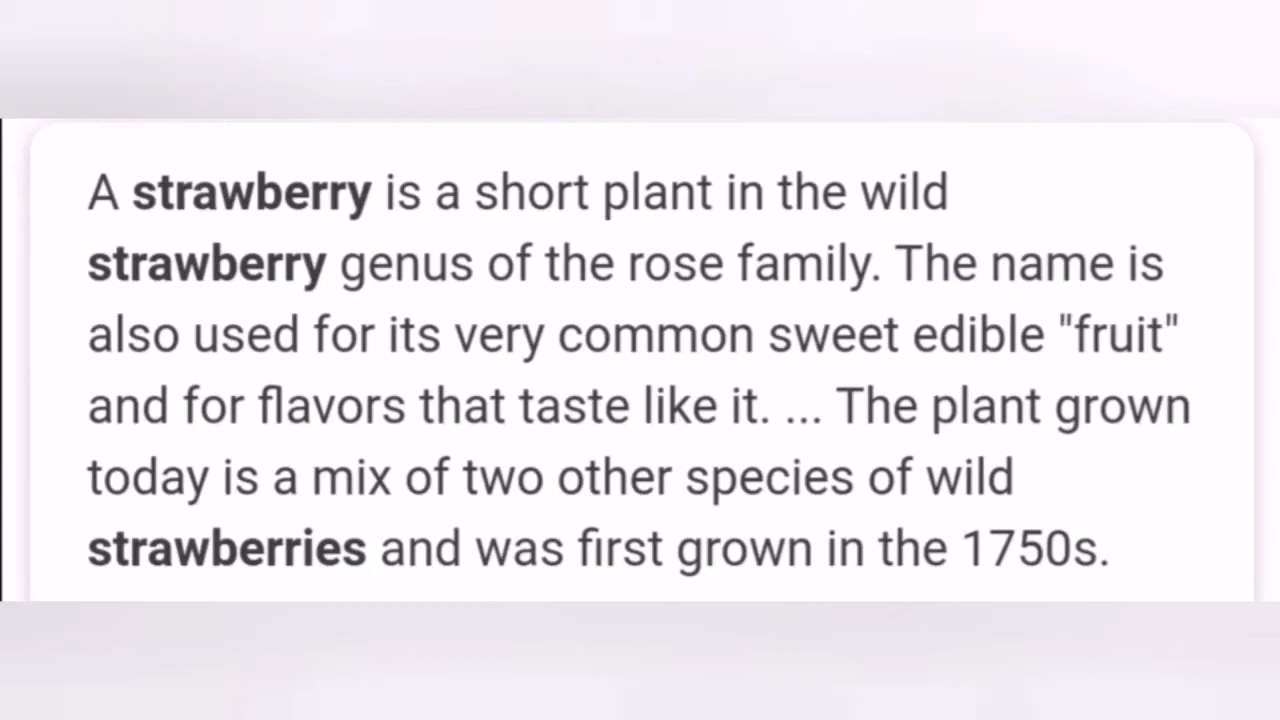 A strawberry is a short plant in the wild
strawberry genus of the rose family. The name is
also used for its very common sweet edible "fruit"
and for flavors that taste like it. ... The plant grown
today is a mix of two other species of wild
strawberries and was first grown in the 1750s.